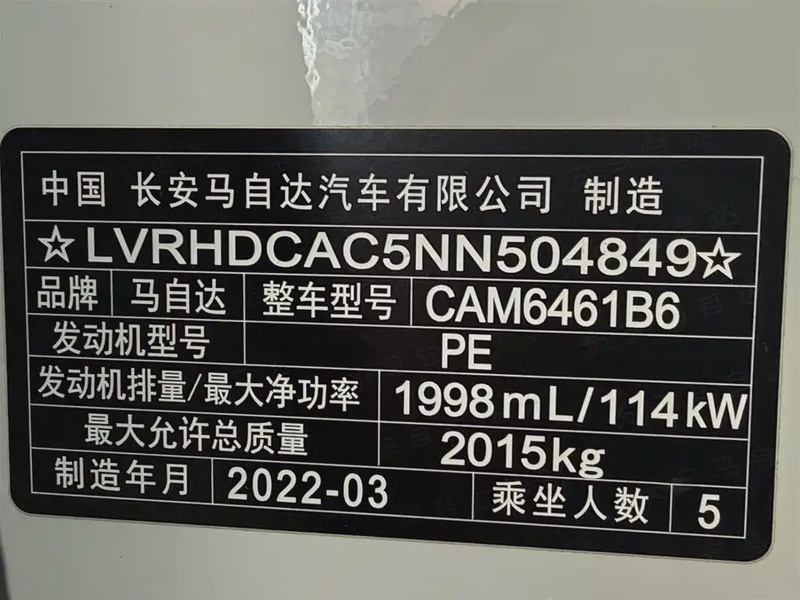 中国 长安马自达汽车有限公司 制造
☆LVRHDCAC5NN504849☆
品牌 马自达 整车型号 CAM6461B6
发动机型号 PE
发动机排量/最大净功率 1998mL/114kW
最大允许总质量 2015kg
制造年月 2022-03 乘坐人数 5